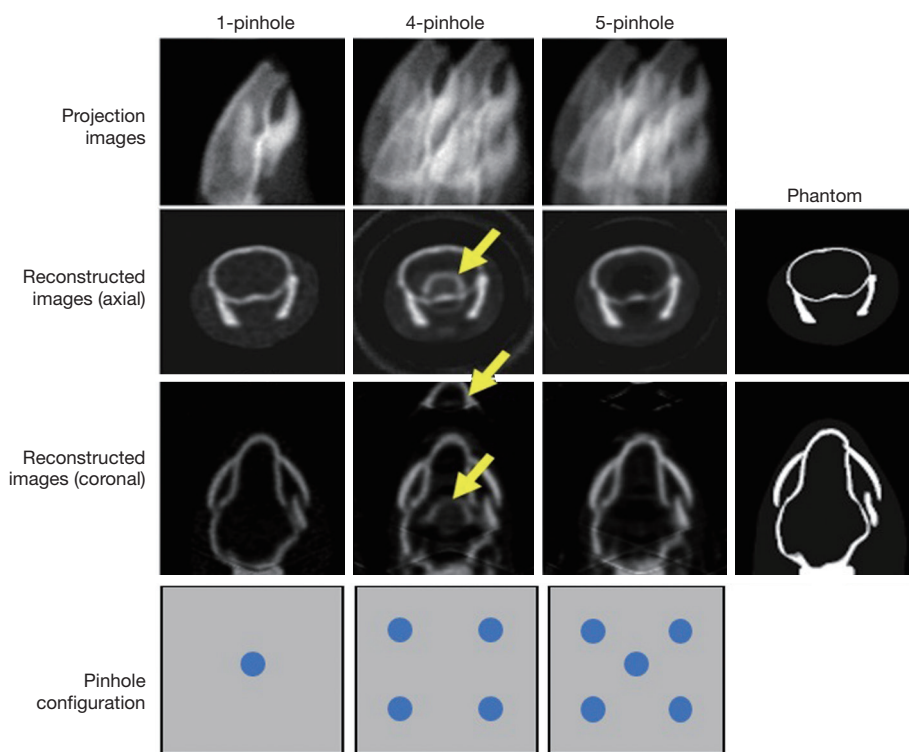 1-pinhole
4-pinhole
5-pinhole
Projection
images
Phantom
Reconstructed
images (axial)
Reconstructed
images (coronal)
Pinhole
configuration